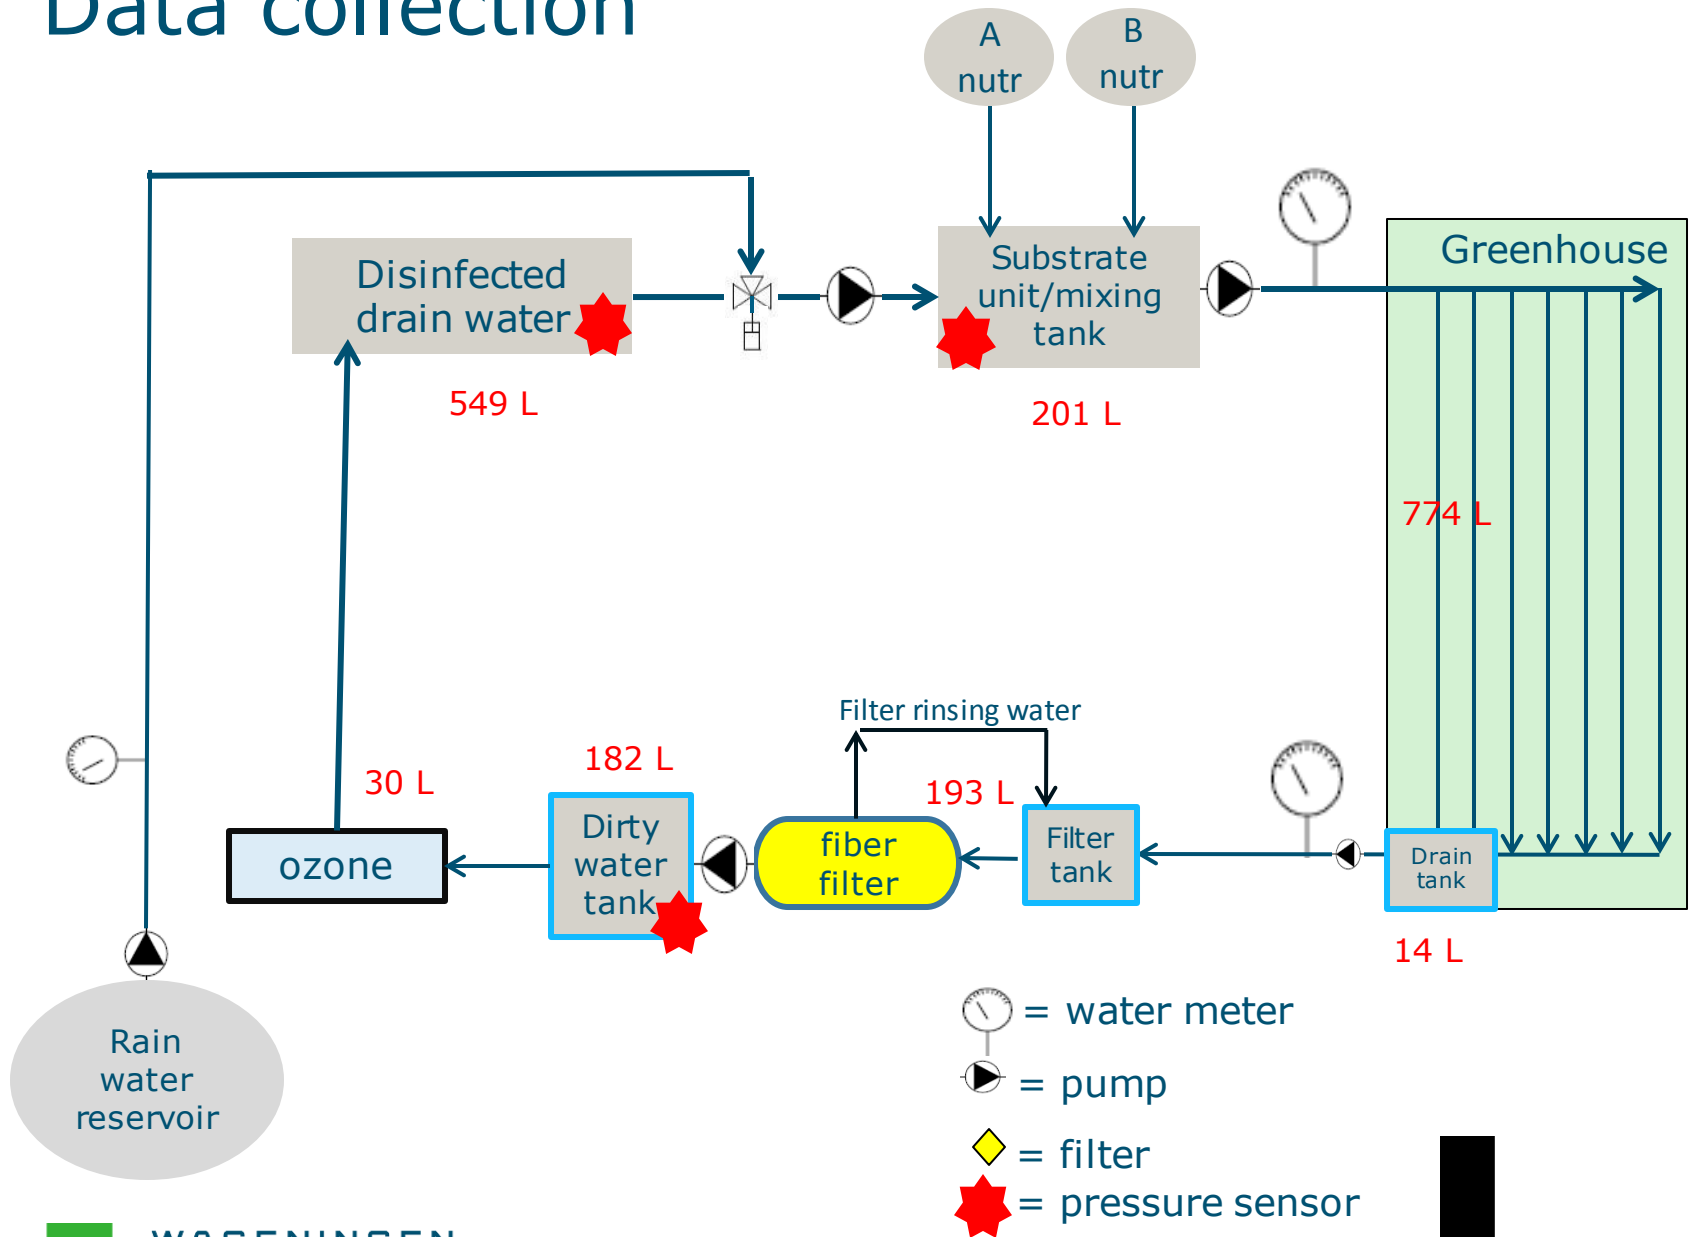 Data collection
A
nutr
B
nutr
Greenhouse
Disinfected
drain water
Substrate
unit/mixing
tank
549 L
201 L
774 L
Filter rinsing water
182 L
30 L
193 L
ozone
Dirty
water
tank
fiber
filter
Filter
tank
Drain
tank
14 L
Rain
water
reservoir
= water meter
= pump
= filter
= pressure sensor
WAGENINGEN